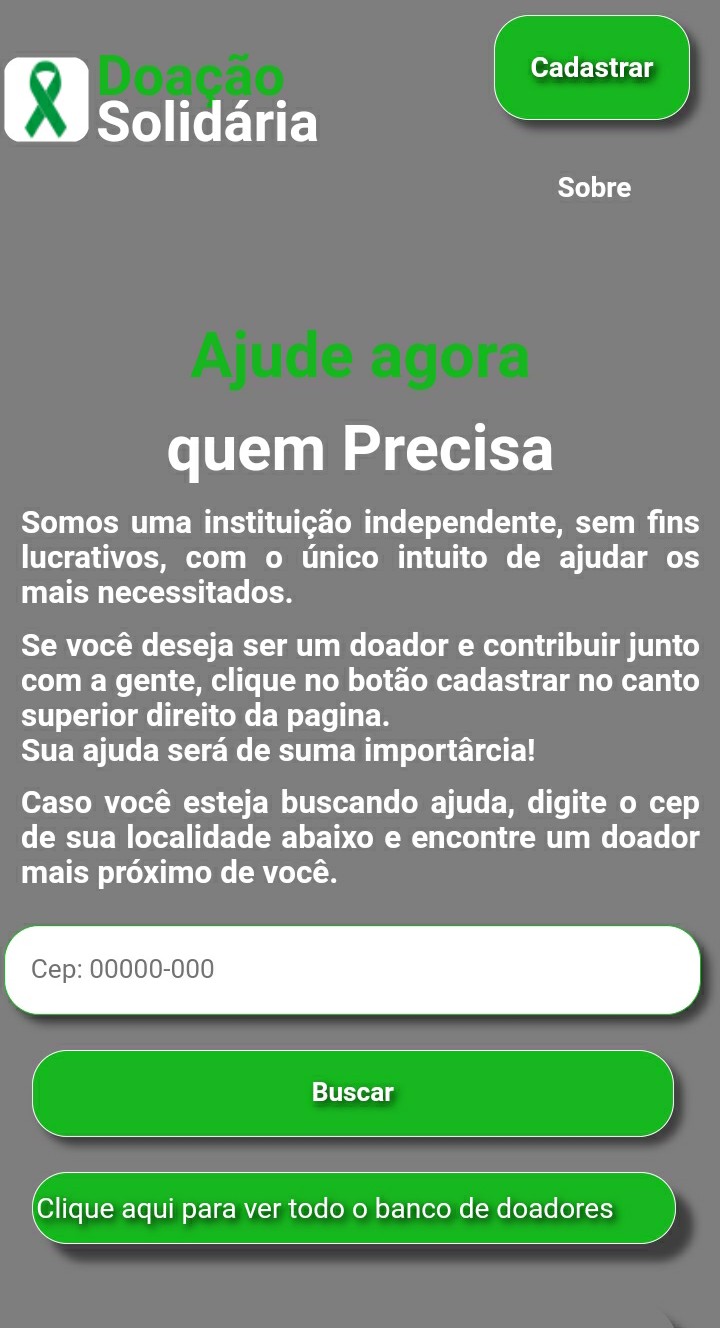 Doação
Solidária
Cadastrar
Sobre
Ajude agora
quem Precisa
Somos uma instituição independente, sem fins
lucrativos, com o único intuito de ajudar os
mais necessitados.
Se você deseja ser um doador e contribuir junto
com a gente, clique no botão cadastrar no canto
superior direito da pagina.
Sua ajuda será de suma importârcia!
Caso você esteja buscando ajuda, digite o cep
de sua localidade abaixo e encontre um doador
mais próximo de você.
Cep: 00000-000
Buscar
Clique aqui para ver todo o banco de doadores